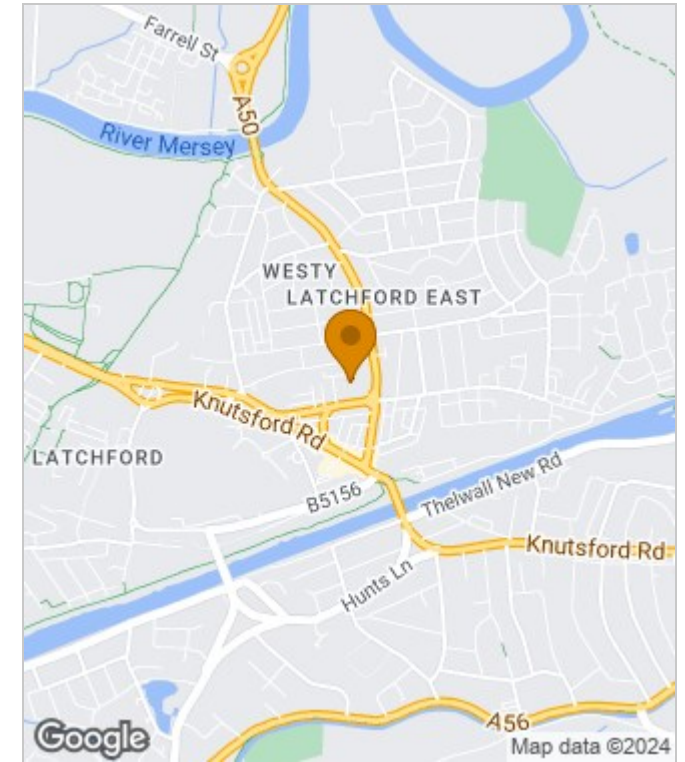 Farrell St
A50
River Mersey
WESTY
LATCHFORD EAST
Knutsford Rd
LATCHFORD
B5156
Thelwall New Rd
Knutsford Rd
Hunts Ln
A56
Google
Map data ©2024